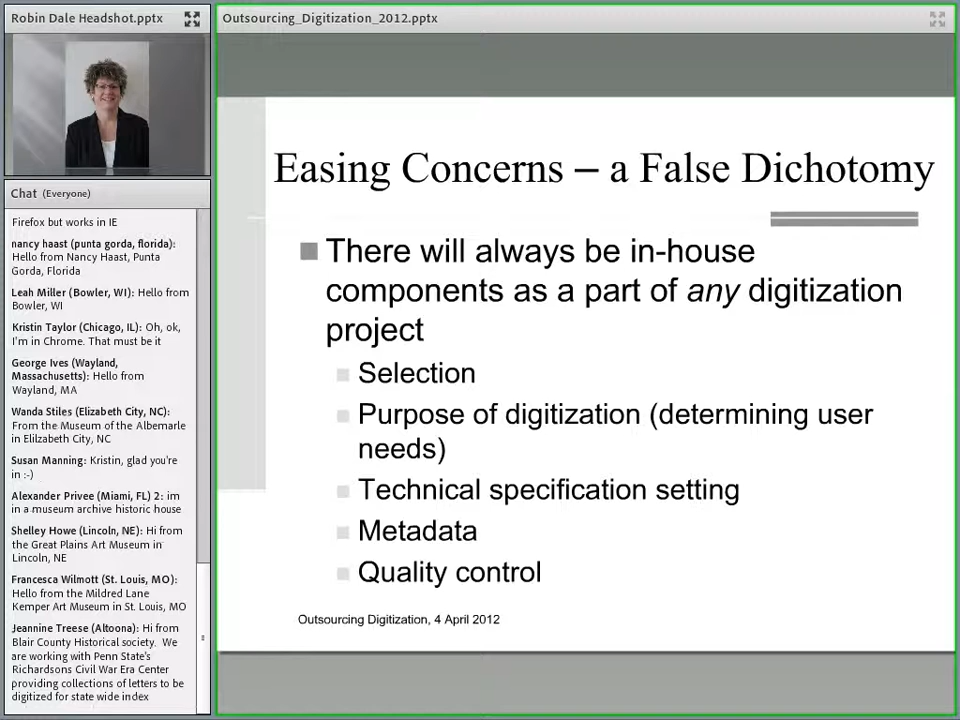 Robin Dale Headshot.pptx
Chat (Everyone)
Firefox but works in IE
nancy haast (punta gorda, florida):
Hello from Nancy Haast, Punta
Gorda, Florida
Leah Miller (Bowler, WI): Hello from
Bowler, WI
Kristin Taylor (Chicago, IL): Oh, ok,
I'm in Chrome. That must be it
George Ives (Wayland,
Massachusetts): Hello from
Wayland, MA
Wanda Stiles (Elizabeth City, NC):
From the Museum of the Albemarle
in Elilzabeth City, NC
Susan Manning: Kristin, glad you're
in :-)
Alexander Privee (Miami, FL) 2: im
in a museum archive historic house
Shelley Howe (Lincoln, NE): Hi from
the Great Plains Art Museum in
Lincoln, NE
Francesca Wilmott (St. Louis, MO):
Hello from the Mildred Lane
Kemper Art Museum in St. Louis, MO
Jeannine Treese (Altoona): Hi from
Blair County Historical society. We
are working with Penn State's
Richardsons Civil War Era Center
providing collections of letters to be
digitized for state wide index
Outsourcing_Digitization_2012.pptx
Easing Concerns – a False Dichotomy
There will always be in-house
components as a part of any digitization
project
Selection
Purpose of digitization (determining user
needs)
Technical specification setting
Metadata
Quality control
Outsourcing Digitization, 4 April 2012